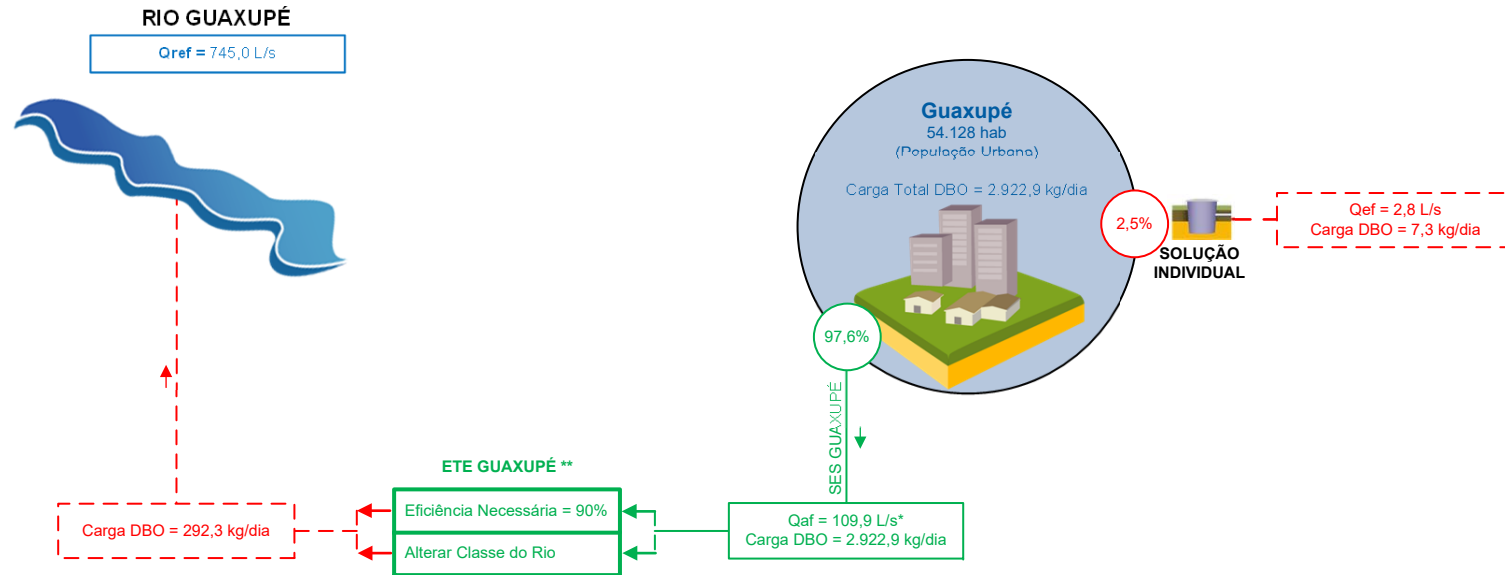 RIO GUAXUPÉ
Qref = 745,0 L/s
Guaxupé
54.128 hab
(População Urbana)
Carga Total DBO = 2.922,9 kg/dia
2,5%
SOLUÇÃO
INDIVIDUAL
Qef = 2,8 L/s
Carga DBO = 7,3 kg/dia
97,6%
SES GUAXUPÉ
ETE GUAXUPÉ **
Eficiência Necessária = 90%
Alterar Classe do Rio
Carga DBO = 292,3 kg/dia
Qaf = 109,9 L/s*
Carga DBO = 2.922,9 kg/dia